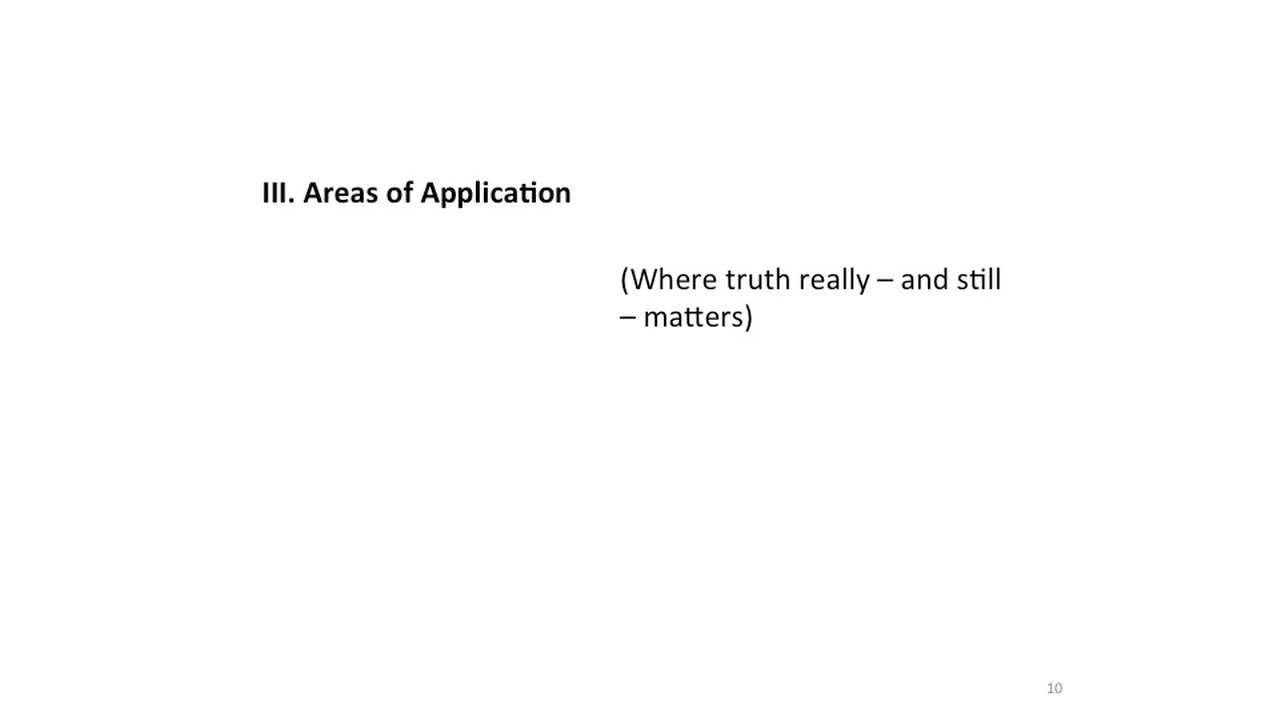 III. Areas of Application
(Where truth really – and still
– matters)
10